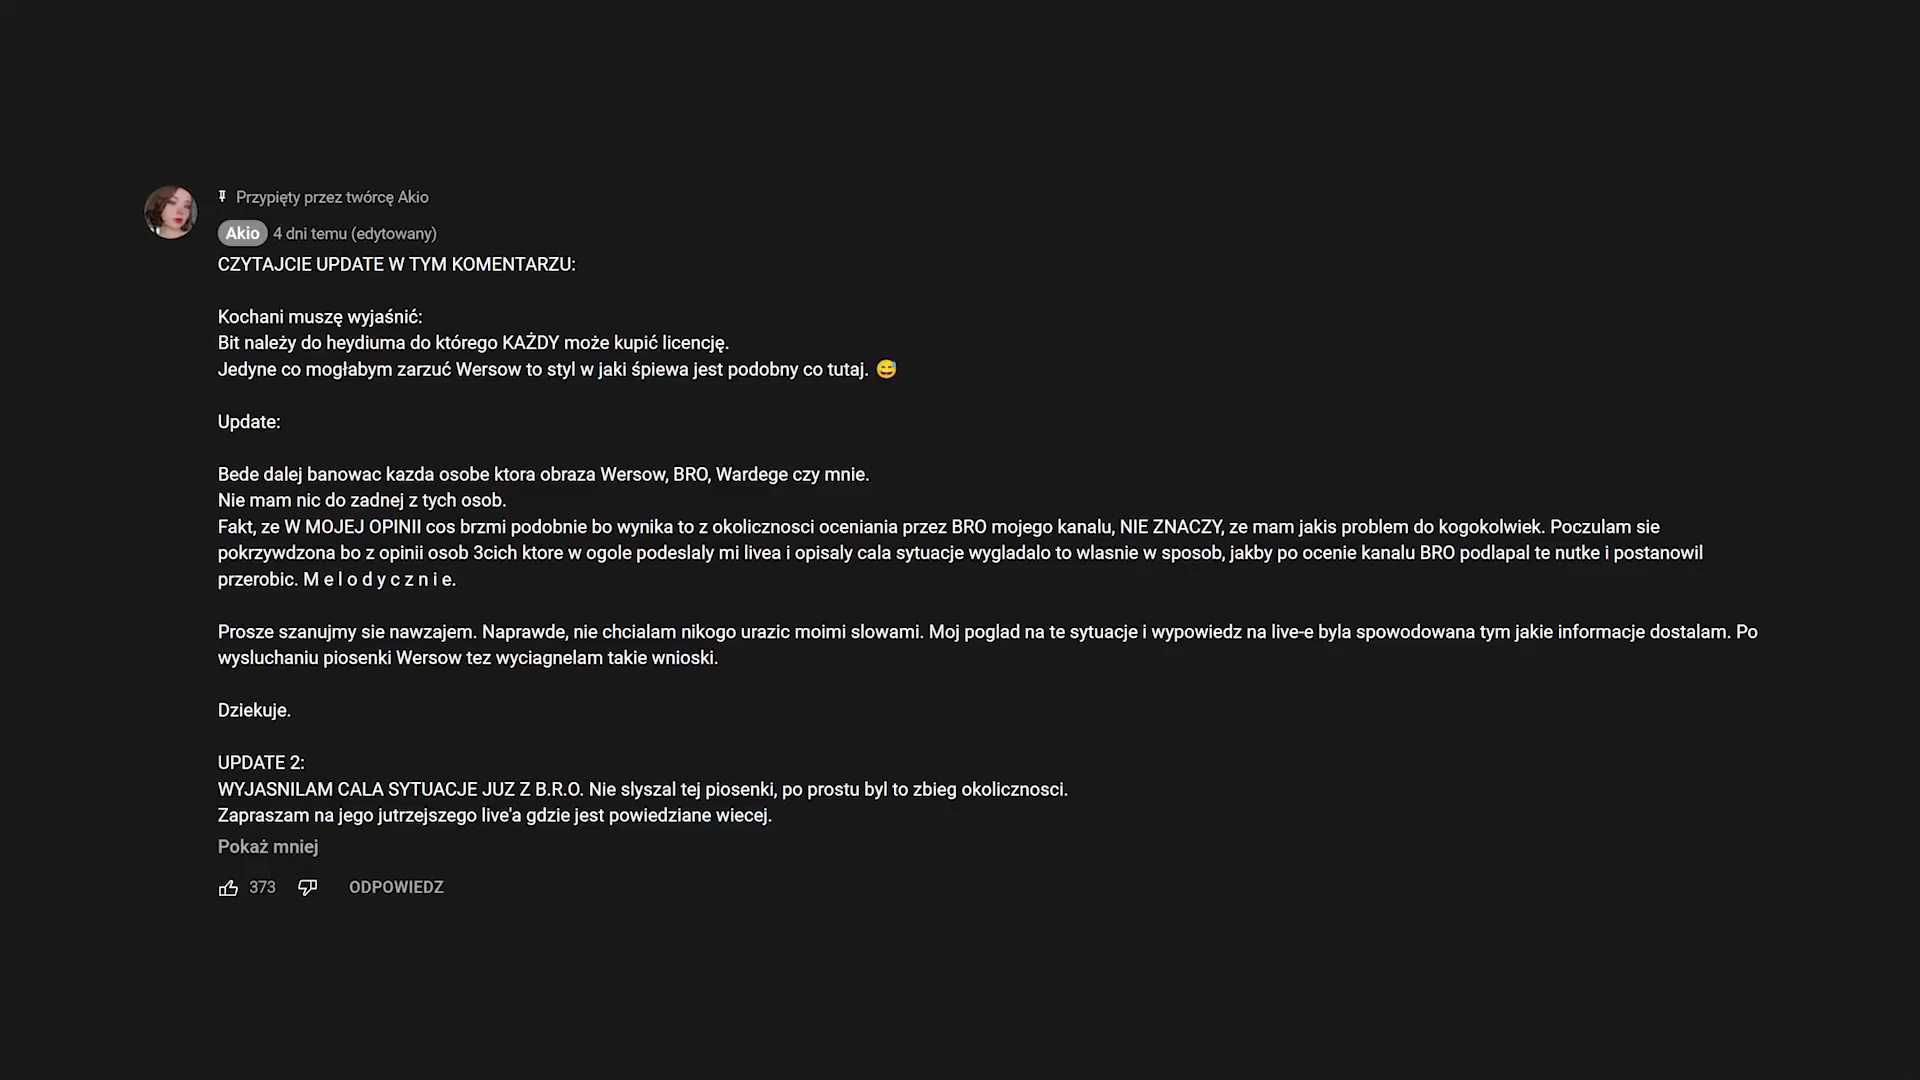 Przypięty przez twórcę Akio
Akio 4 dni temu (edytowany)
CZYTAJCIE UPDATE W TYM KOMENTARZU:
Kochani muszę wyjaśnić:
Bit należy do heydiuma do którego KAŻDY może kupić licencję.
Jedyne co mogłabym zarzuć Wersow to styl w jaki śpiewa jest podobny co tutaj. 😅
Update:
Bede dalej banowac kazda osobe ktora obraza Wersow, BRO, Wardege czy mnie.
Nie mam nic do zadnej z tych osob.
Fakt, ze W MOJEJ OPINII cos brzmi podobnie bo wynika to z okolicznosci oceniania przez BRO mojego kanalu, NIE ZNACZY, ze mam jakis problem do kogokolwiek. Poczulam sie
pokrzywdzona bo z opinii osob 3cich ktore w ogole podeslaly mi livea i opisaly cala sytuacje wygladalo to wlasnie w sposob, jakby po ocenie kanalu BRO podlapal te nutke i postanowil
przerobic. M e l o d y c z n i e.
Prosze szanujmy sie nawzajem. Naprawde, nie chcialam nikogo urazic moimi slowami. Moj poglad na te sytuacje i wypowiedz na live-e byla spowodowana tym jakie informacje dostalam. Po
wysluchaniu piosenki Wersow tez wyciagnelam takie wnioski.
Dziekuje.
UPDATE 2:
WYJASNILAM CALA SYTUACJE JUZ Z B.R.O. Nie slyszal tej piosenki, po prostu byl to zbieg okolicznosci.
Zapraszam na jego jutrzejszego live'a gdzie jest powiedziane wiecej.
Pokaż mniej
373 ODPOWIEDZ